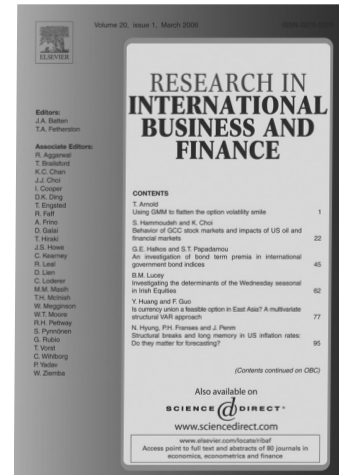 Volume 20, issue 1, March 2006
ELSEVIER
RESEARCH IN
INTERNATIONAL
BUSINESS AND
FINANCE
Editors:
J.A. Batten
T.A. Fetherston
Associate Editors:
R. Aggarwal
T. Brailsford
K.C. Chan
J.J. Choi
I. Cooper
D.K. Ding
T. Engsted
R. Faff
A. Frino
D. Galai
T. Hiraki
J.S. Howe
C. Kearney
R. Leal
D. Lien
C. Loderer
M.M. Masih
T.H. McInish
W. Megginson
W.T. Moore
R.H. Pettway
S. Pynnönen
G. Rubio
T. Vorst
C. Wihlborg
P. Yadav
W. Ziemba
CONTENTS
T. Arnold
Using GMM to flatten the option volatility smile 1
S. Hammoudeh and K. Choi
Behavior of GCC stock markets and impacts of US oil and
financial markets 22
G.E. Halkos and S.T. Papadamou
An investigation of bond term premia in international
government bond indices 45
B.M. Lucey
Investigating the determinants of the Wednesday seasonal
in Irish Equities 62
Y. Huang and F. Guo
Is currency union a feasible option in East Asia? A multivariate
structural VAR approach 77
N. Hyung, P.H. Franses and J. Penm
Structural breaks and long memory in US inflation rates:
Do they matter for forecasting? 95
(Contents continued on OBC)
Also available on
SCIENCE DIRECT®
www.sciencedirect.com
www.elsevier.com/locate/ribaf
Access point to full text and abstracts of 80 journals in
economics, econometrics and finance